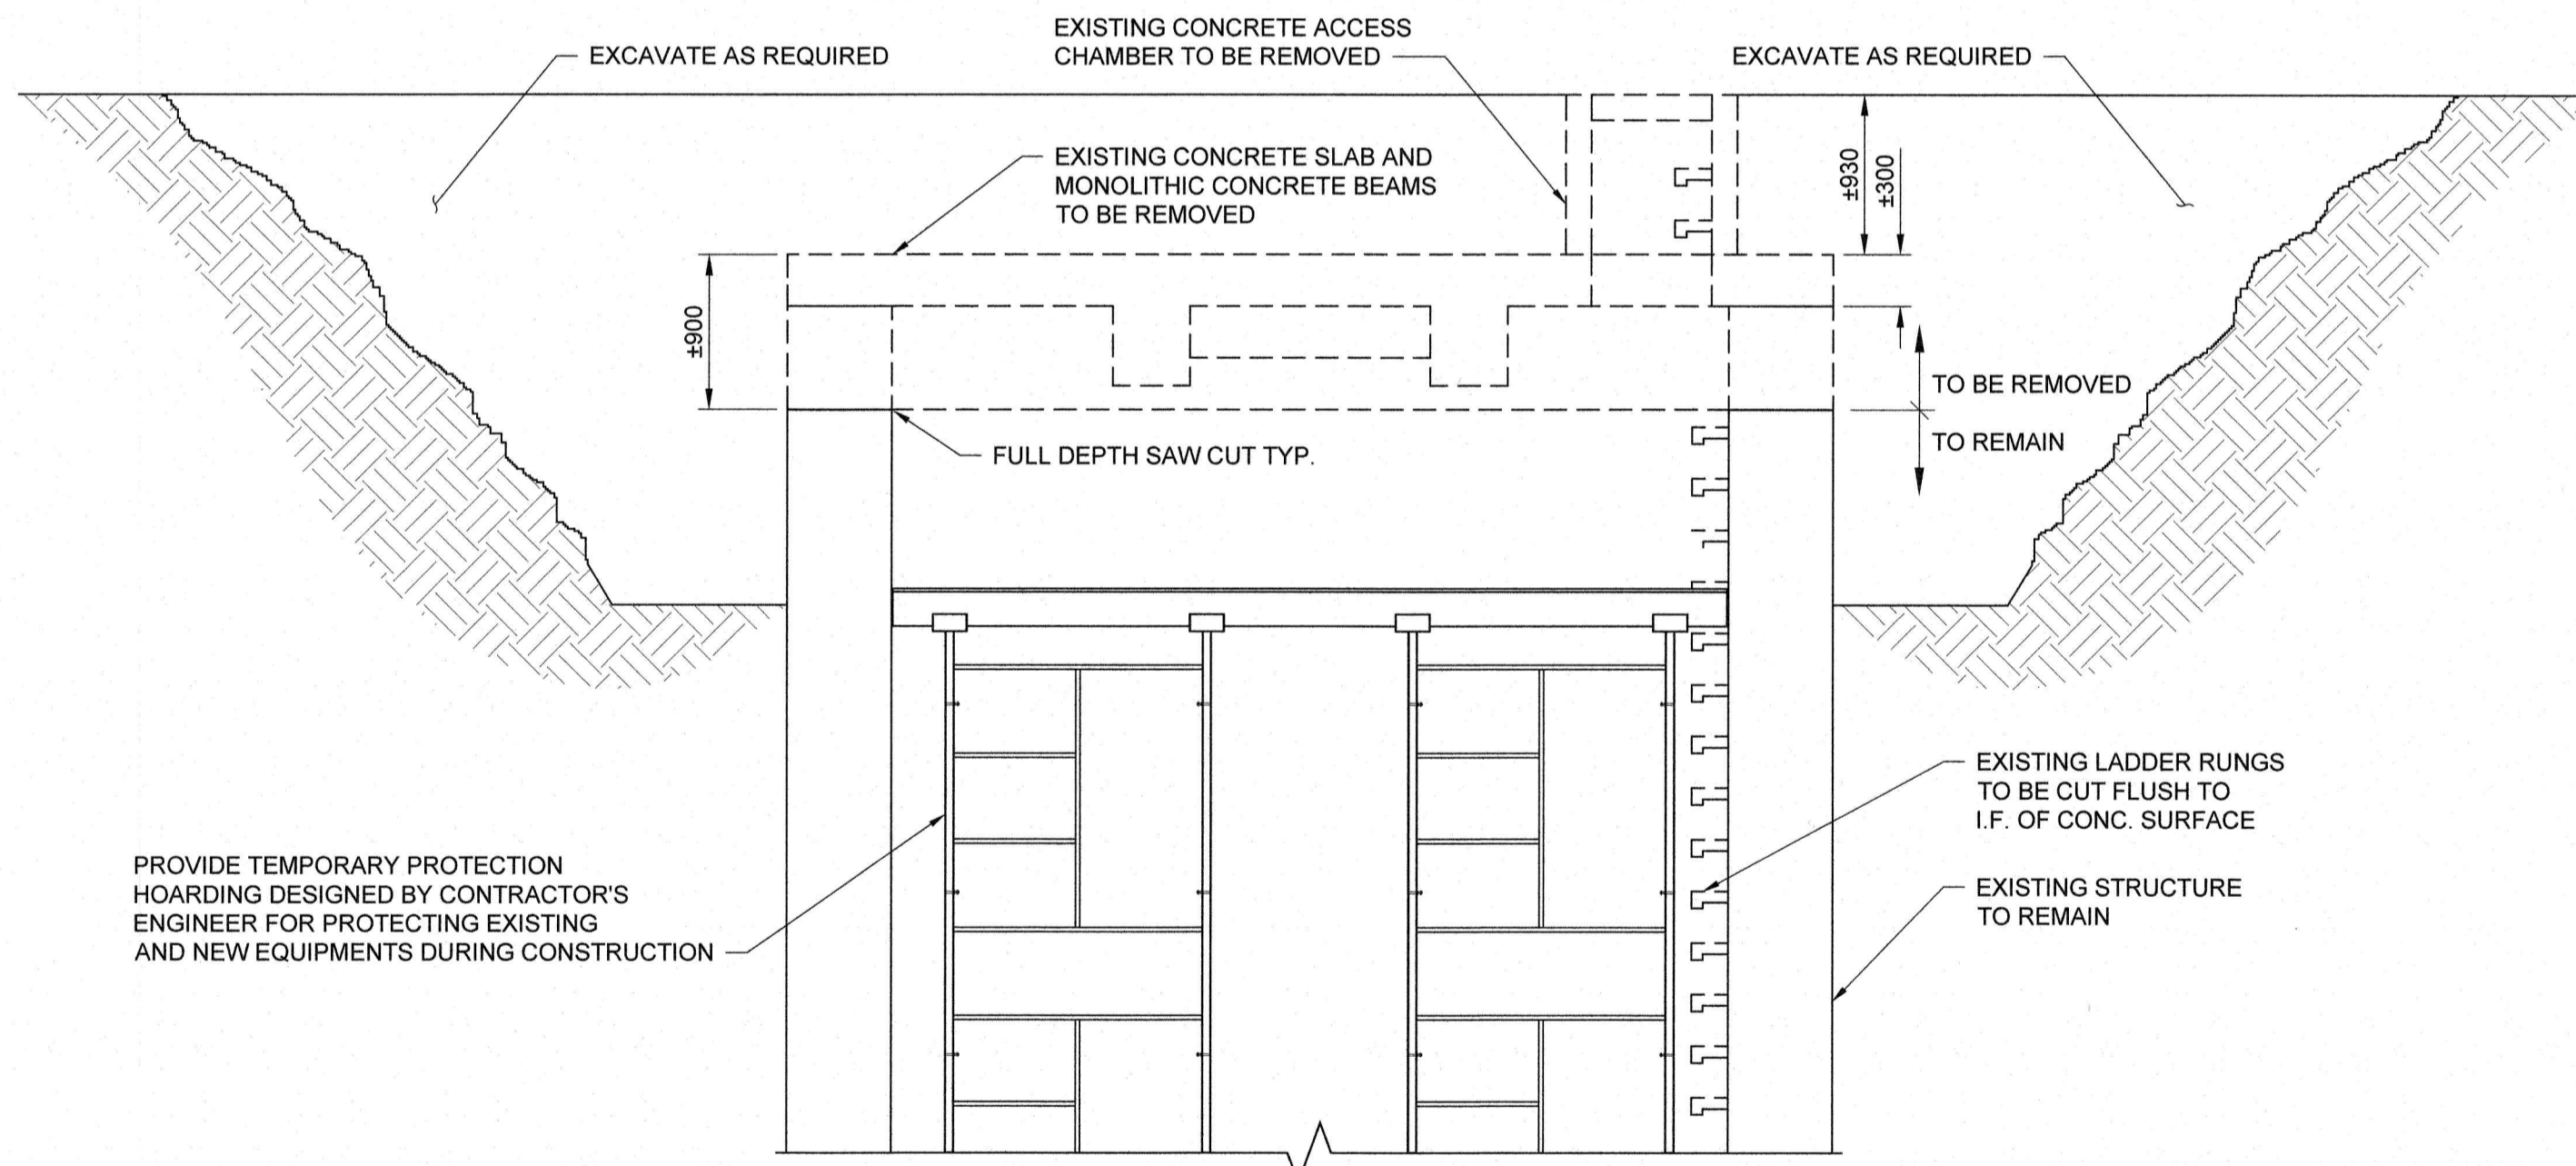 EXCAVATE AS REQUIRED
EXISTING CONCRETE ACCESS
CHAMBER TO BE REMOVED
EXCAVATE AS REQUIRED
EXISTING CONCRETE SLAB AND
MONOLITHIC CONCRETE BEAMS
TO BE REMOVED
±930
±300
±900
TO BE REMOVED
TO REMAIN
FULL DEPTH SAW CUT TYP.
EXISTING LADDER RUNGS
TO BE CUT FLUSH TO
I.F. OF CONC. SURFACE
PROVIDE TEMPORARY PROTECTION
HOARDING DESIGNED BY CONTRACTOR'S
ENGINEER FOR PROTECTING EXISTING
AND NEW EQUIPMENTS DURING CONSTRUCTION
EXISTING STRUCTURE
TO REMAIN